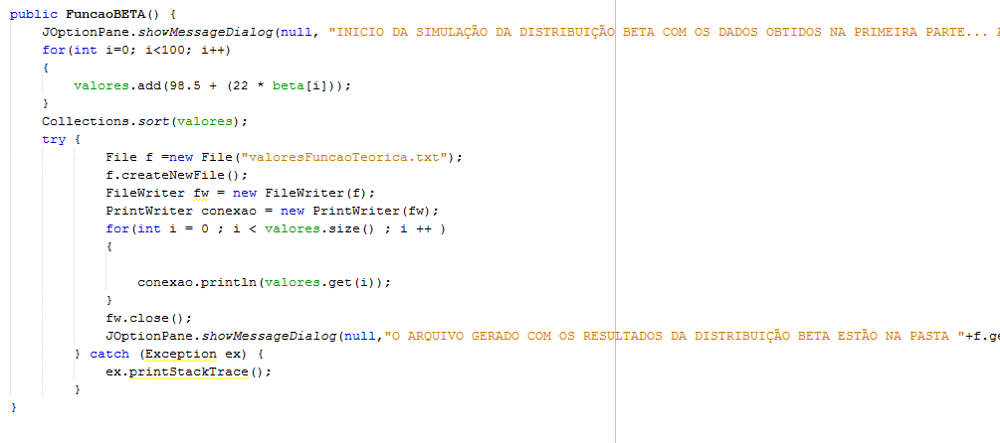 public FuncaoBETA() {
JOptionPane.showMessageDialog(null, "INICIO DA SIMULAÇÃO DA DISTRIBUIÇÃO BETA COM OS DADOS OBTIDOS NA PRIMEIRA PARTE...
for(int i=0; i<100; i++)
{
valores.add(98.5 + (22 * beta[i]));
}
Collections.sort(valores);
try {
File f =new File("valoresFuncaoTeorica.txt");
f.createNewFile();
FileWriter fw = new FileWriter(f);
PrintWriter conexao = new PrintWriter(fw);
for(int i = 0 ; i < valores.size() ; i ++ )
{
conexao.println(valores.get(i));
}
fw.close();
JOptionPane.showMessageDialog(null,"O ARQUIVO GERADO COM OS RESULTADOS DA DISTRIBUIÇÃO BETA ESTÃO NA PASTA "+f.ge
} catch (Exception ex) {
ex.printStackTrace();
}
}